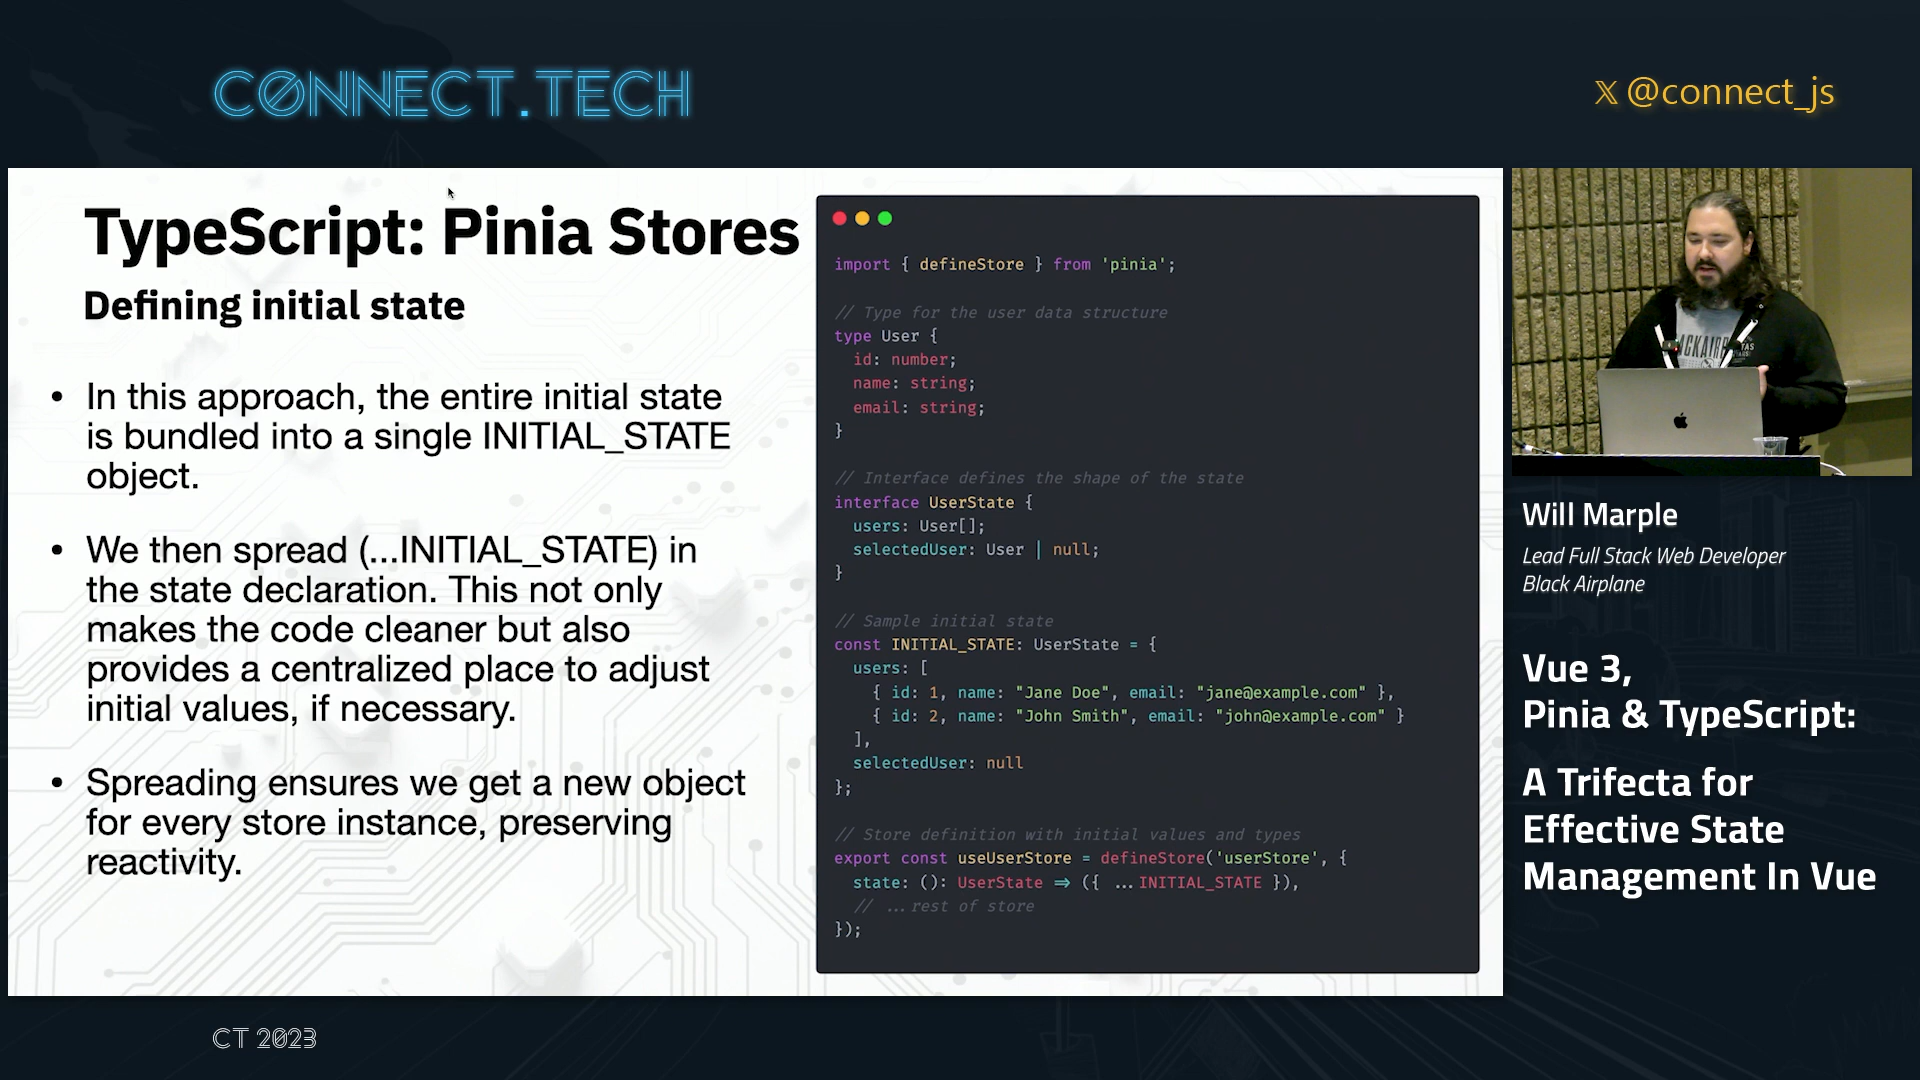 CONNECT.TECH
𝕏 @connect_js
TypeScript: Pinia Stores
Defining initial state
• In this approach, the entire initial state
is bundled into a single INITIAL_STATE
object.
• We then spread (...INITIAL_STATE) in
the state declaration. This not only
makes the code cleaner but also
provides a centralized place to adjust
initial values, if necessary.
• Spreading ensures we get a new object
for every store instance, preserving
reactivity.
import { defineStore } from 'pinia';
// Type for the user data structure
type User {
  id: number;
  name: string;
  email: string;
}
// Interface defines the shape of the state
interface UserState {
  users: User[];
  selectedUser: User | null;
}
// Sample initial state
const INITIAL_STATE: UserState = {
  users: [
    { id: 1, name: "Jane Doe", email: "jane@example.com" },
    { id: 2, name: "John Smith", email: "john@example.com" }
  ],
  selectedUser: null
};
// Store definition with initial values and types
export const useUserStore = defineStore('userStore', {
  state: (): UserState => ({ ...INITIAL_STATE }),
  // ...rest of store
});
Will Marple
Lead Full Stack Web Developer
Black Airplane
Vue 3,
Pinia & TypeScript:
A Trifecta for
Effective State
Management In Vue
CT 2023